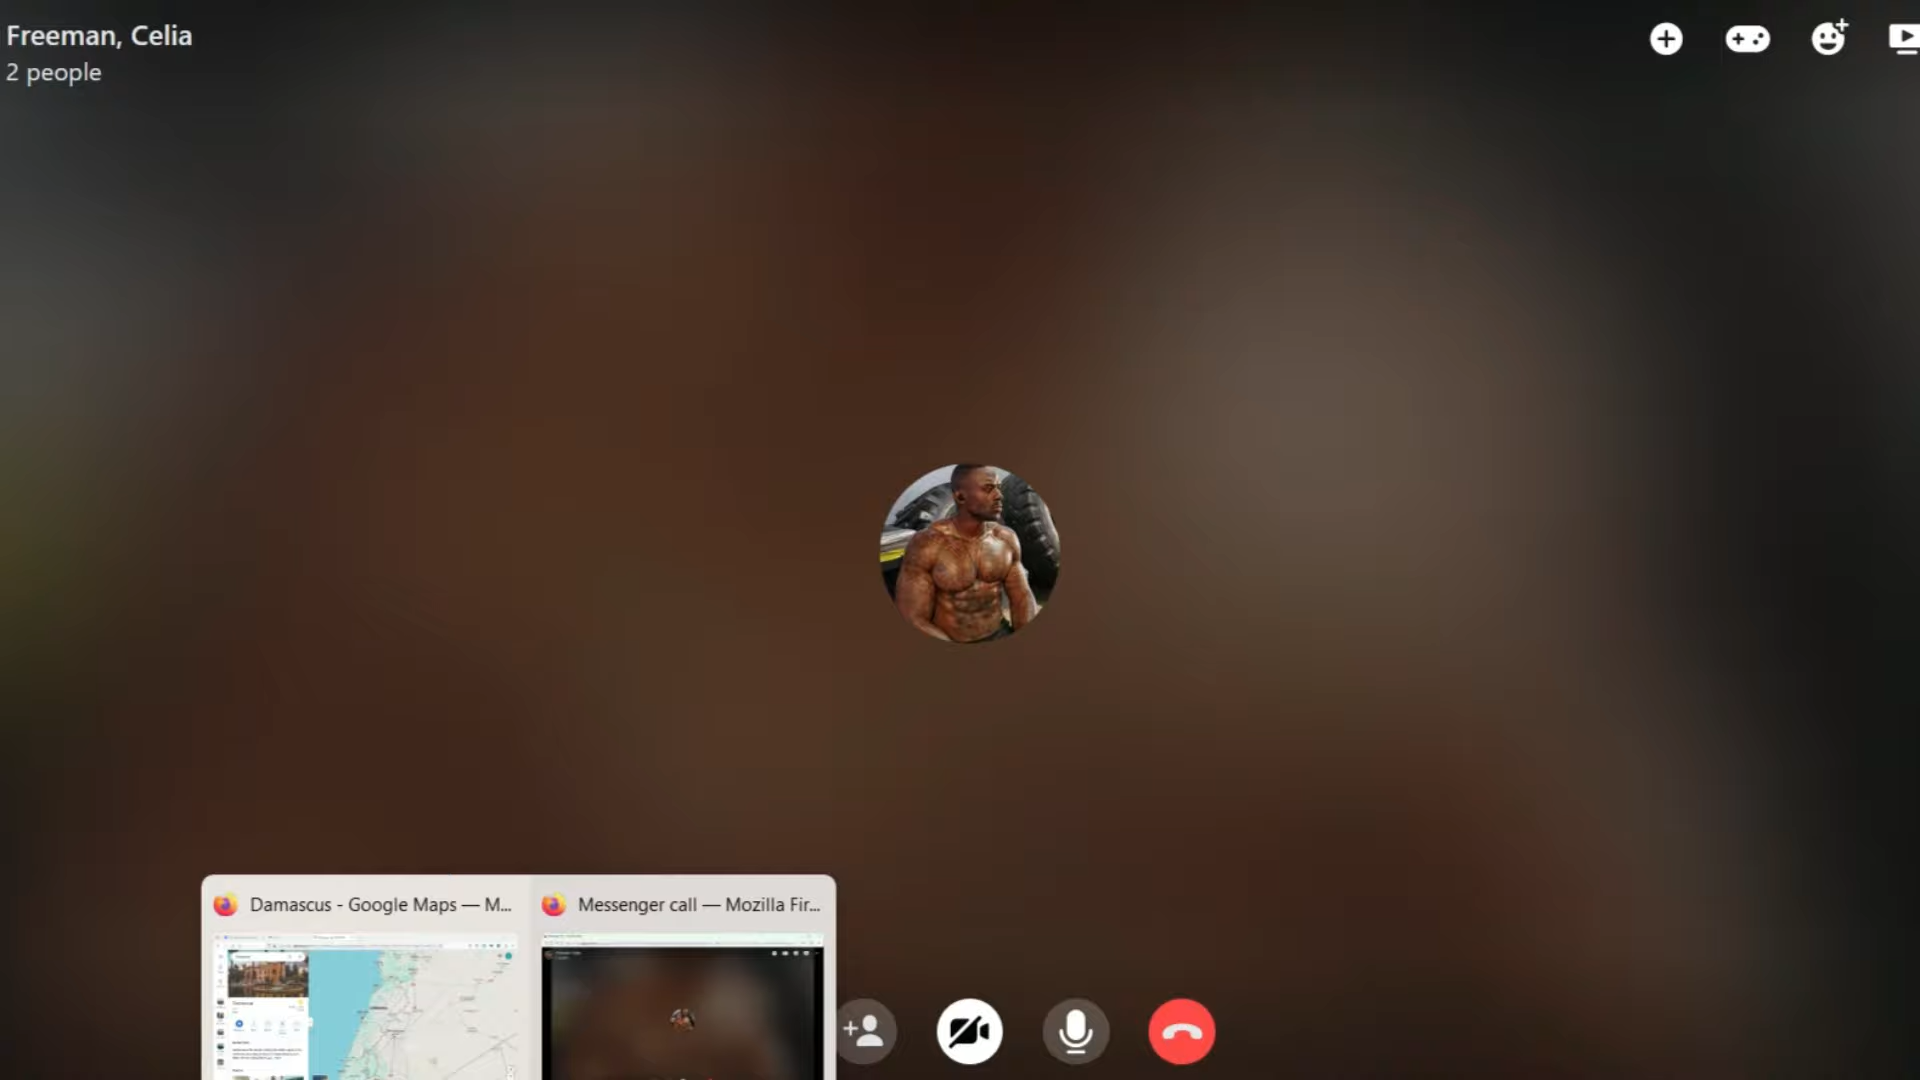 Freeman, Celia
2 people
Damascus - Google Maps — M...
Messenger call — Mozilla Fir...